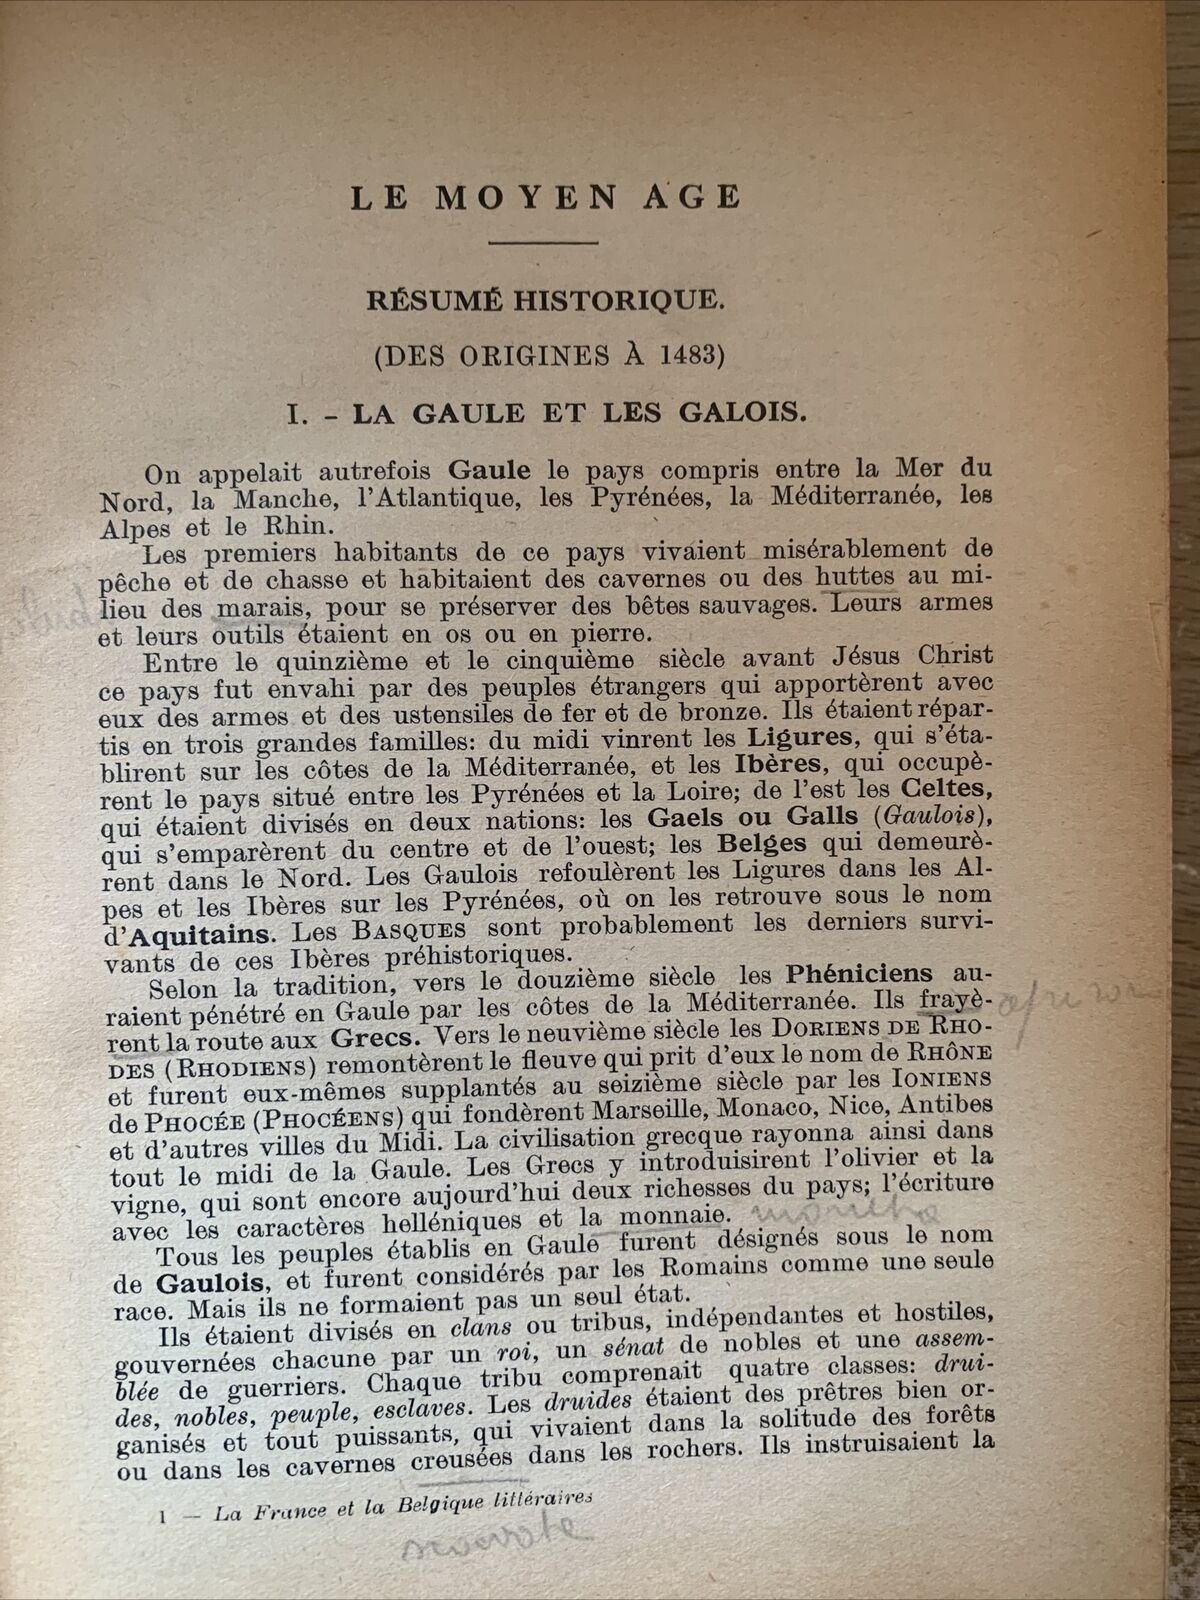 LE MOYEN AGE
RÉSUMÉ HISTORIQUE.
(DES ORIGINES À 1483)
I. - LA GAULE ET LES GALOIS.
On appelait autrefois Gaule le pays compris entre la Mer du
Nord, la Manche, l'Atlantique, les Pyrénées, la Méditerranée, les
Alpes et le Rhin.
Les premiers habitants de ce pays vivaient misérablement de
pêche et de chasse et habitaient des cavernes ou des huttes au mi-
lieu des marais, pour se préserver des bêtes sauvages. Leurs armes
et leurs outils étaient en os ou en pierre.
Entre le quinzième et le cinquième siècle avant Jésus Christ
ce pays fut envahi par des peuples étrangers qui apportèrent avec
eux des armes et des ustensiles de fer et de bronze. Ils étaient répar-
tis en trois grandes familles: du midi vinrent les Ligures, qui s'éta-
blirent sur les côtes de la Méditerranée, et les Ibères, qui occupè-
rent le pays situé entre les Pyrénées et la Loire; de l'est les Celtes,
qui étaient divisés en deux nations: les Gaels ou Galls (Gaulois),
qui s'emparèrent du centre et de l'ouest; les Belges qui demeurè-
rent dans le Nord. Les Gaulois refoulèrent les Ligures dans les Al-
pes et les Ibères sur les Pyrénées, où on les retrouve sous le nom
d'Aquitains. Les BASQUES sont probablement les derniers survi-
vants de ces Ibères préhistoriques.
Selon la tradition, vers le douzième siècle les Phéniciens au-
raient pénétré en Gaule par les côtes de la Méditerranée. Ils frayè-
rent la route aux Grecs. Vers le neuvième siècle les DORIENS DE RHO-
DES (RHODIENS) remontèrent le fleuve qui prit d'eux le nom de RHÔNE
et furent eux-mêmes supplantés au seizième siècle par les IONIENS
de PHOCÉE (PHOCÉENS) qui fondèrent Marseille, Monaco, Nice, Antibes
et d'autres villes du Midi. La civilisation grecque rayonna ainsi dans
tout le midi de la Gaule. Les Grecs y introduisirent l'olivier et la
vigne, qui sont encore aujourd'hui deux richesses du pays; l'écriture
avec les caractères helléniques et la monnaie.
Tous les peuples établis en Gaule furent désignés sous le nom
de Gaulois, et furent considérés par les Romains comme une seule
race. Mais ils ne formaient pas un seul état.
Ils étaient divisés en clans ou tribus, indépendantes et hostiles,
gouvernées chacune par un roi, un sénat de nobles et une assem-
blée de guerriers. Chaque tribu comprenait quatre classes: drui-
des, nobles, peuple, esclaves. Les druides étaient des prêtres bien or-
ganisés et tout puissants, qui vivaient dans la solitude des forêts
ou dans les cavernes creusées dans les rochers. Ils instruisaient la
1 — La France et la Belgique littéraires